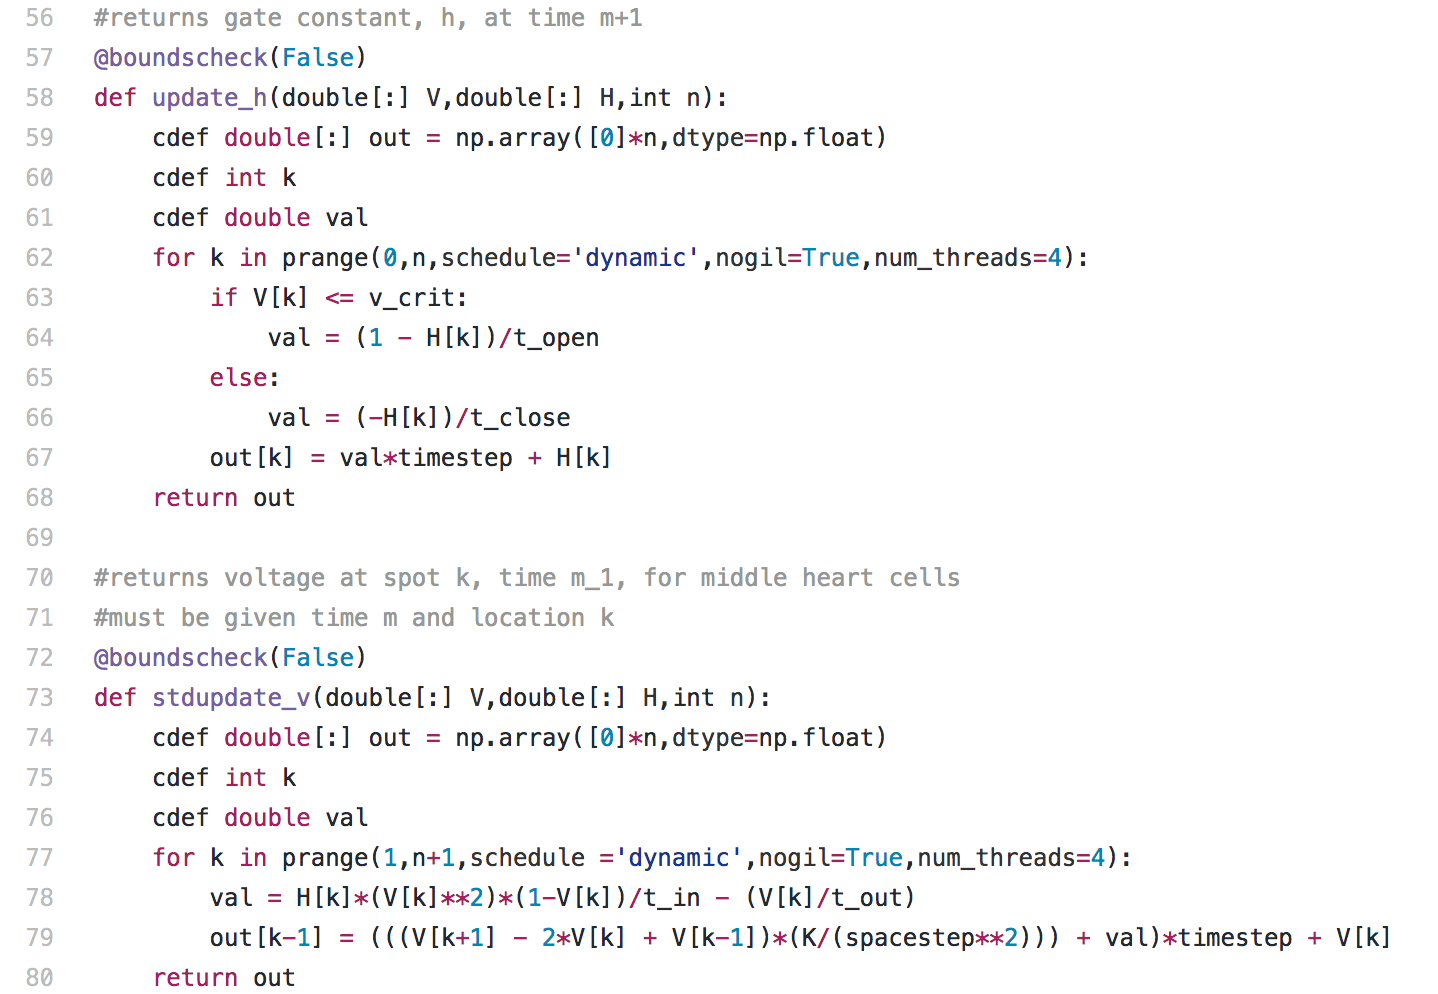 56 #returns gate constant, h, at time m+1
57 @boundscheck(False)
58 def update_h(double[:] V,double[:] H,int n):
59     cdef double[:] out = np.array([0]*n,dtype=np.float)
60     cdef int k
61     cdef double val
62     for k in prange(0,n,schedule='dynamic',nogil=True,num_threads=4):
63         if V[k] <= v_crit:
64             val = (1 - H[k])/t_open
65         else:
66             val = (-H[k])/t_close
67         out[k] = val*timestep + H[k]
68     return out
69
70 #returns voltage at spot k, time m_1, for middle heart cells
71 #must be given time m and location k
72 @boundscheck(False)
73 def stdupdate_v(double[:] V,double[:] H,int n):
74     cdef double[:] out = np.array([0]*n,dtype=np.float)
75     cdef int k
76     cdef double val
77     for k in prange(1,n+1,schedule ='dynamic',nogil=True,num_threads=4):
78         val = H[k]*(V[k]**2)*(1-V[k])/t_in - (V[k]/t_out)
79         out[k-1] = (((V[k+1] - 2*V[k] + V[k-1])*(K/(spacestep**2))) + val)*timestep + V[k]
80     return out